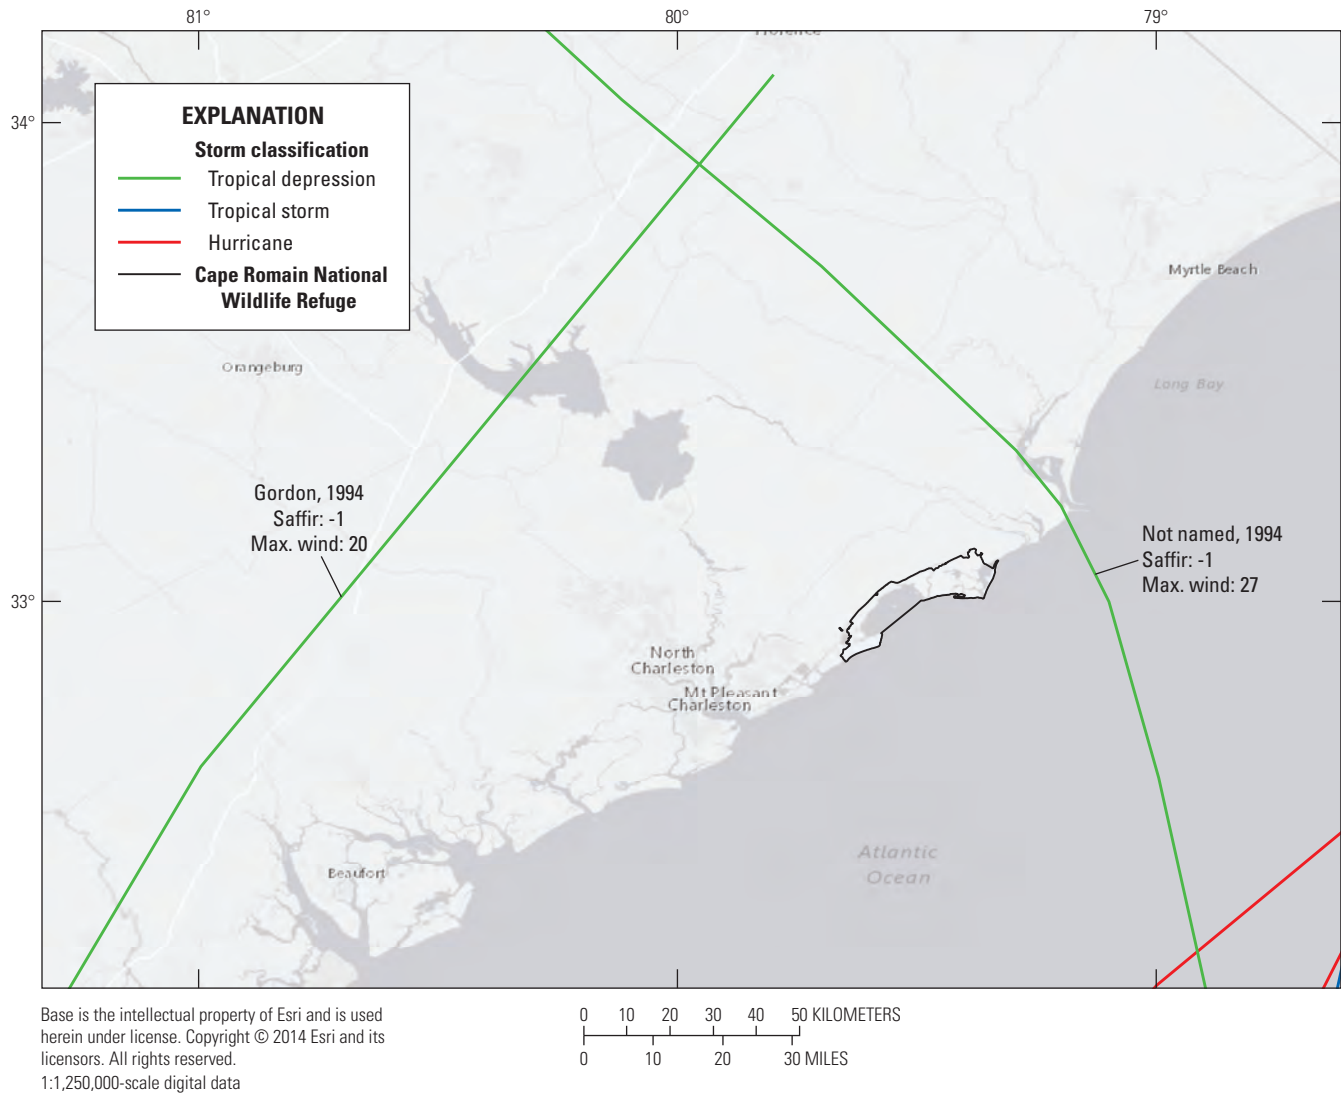 81°
80°
79°
Florence
34°
EXPLANATION
Storm classification
Tropical depression
Tropical storm
Hurricane
Cape Romain National
Wildlife Refuge
Myrtle Beach
Orangeburg
Long Bay
Gordon, 1994
Saffir: -1
Max. wind: 20
Not named, 1994
Saffir: -1
Max. wind: 27
33°
North
Charleston
Mt Pleasant
Charleston
Atlantic
Ocean
Beaufort
Base is the intellectual property of Esri and is used
herein under license. Copyright © 2014 Esri and its
licensors. All rights reserved.
1:1,250,000-scale digital data
0 10 20 30 40 50 KILOMETERS
0 10 20 30 MILES